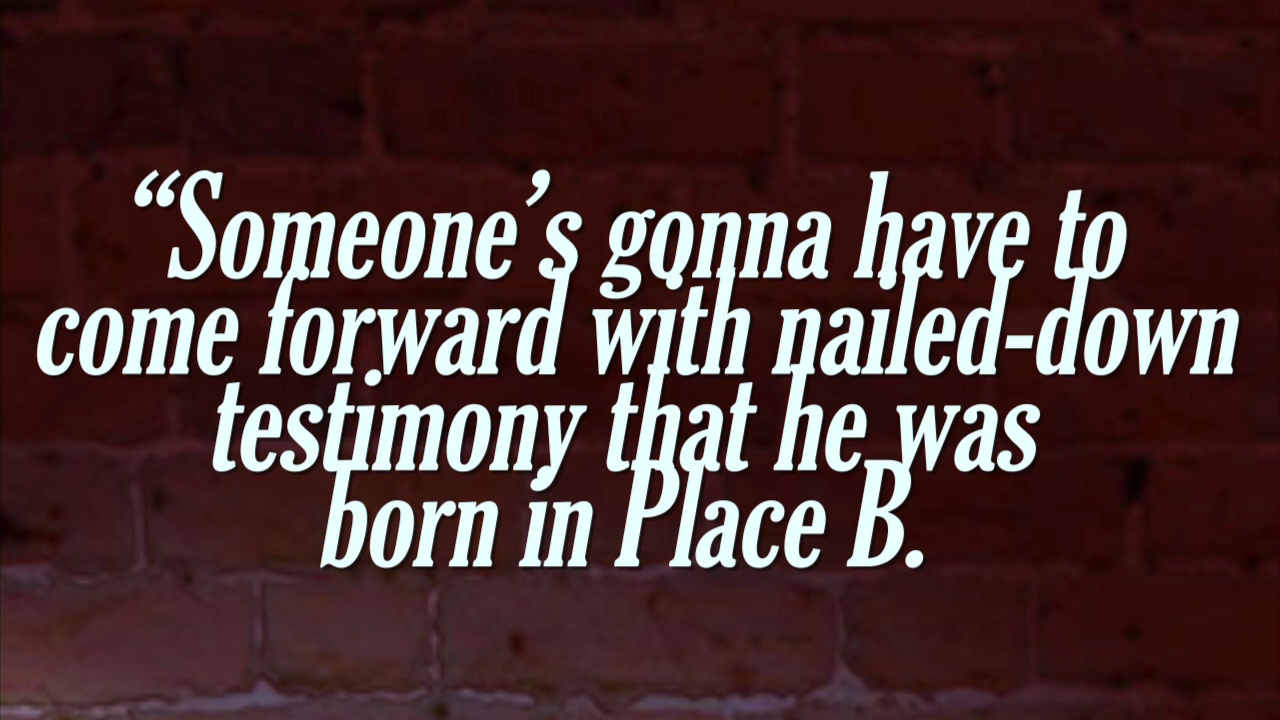 “Someone’s gonna have to
come forward with nailed-down
testimony that he was
born in Place B.